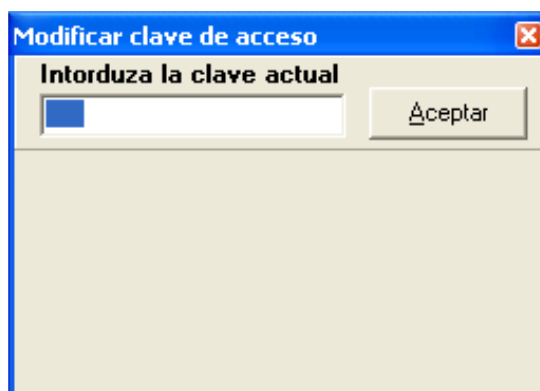 Modificar clave de acceso
Intorduza la clave actual
Aceptar